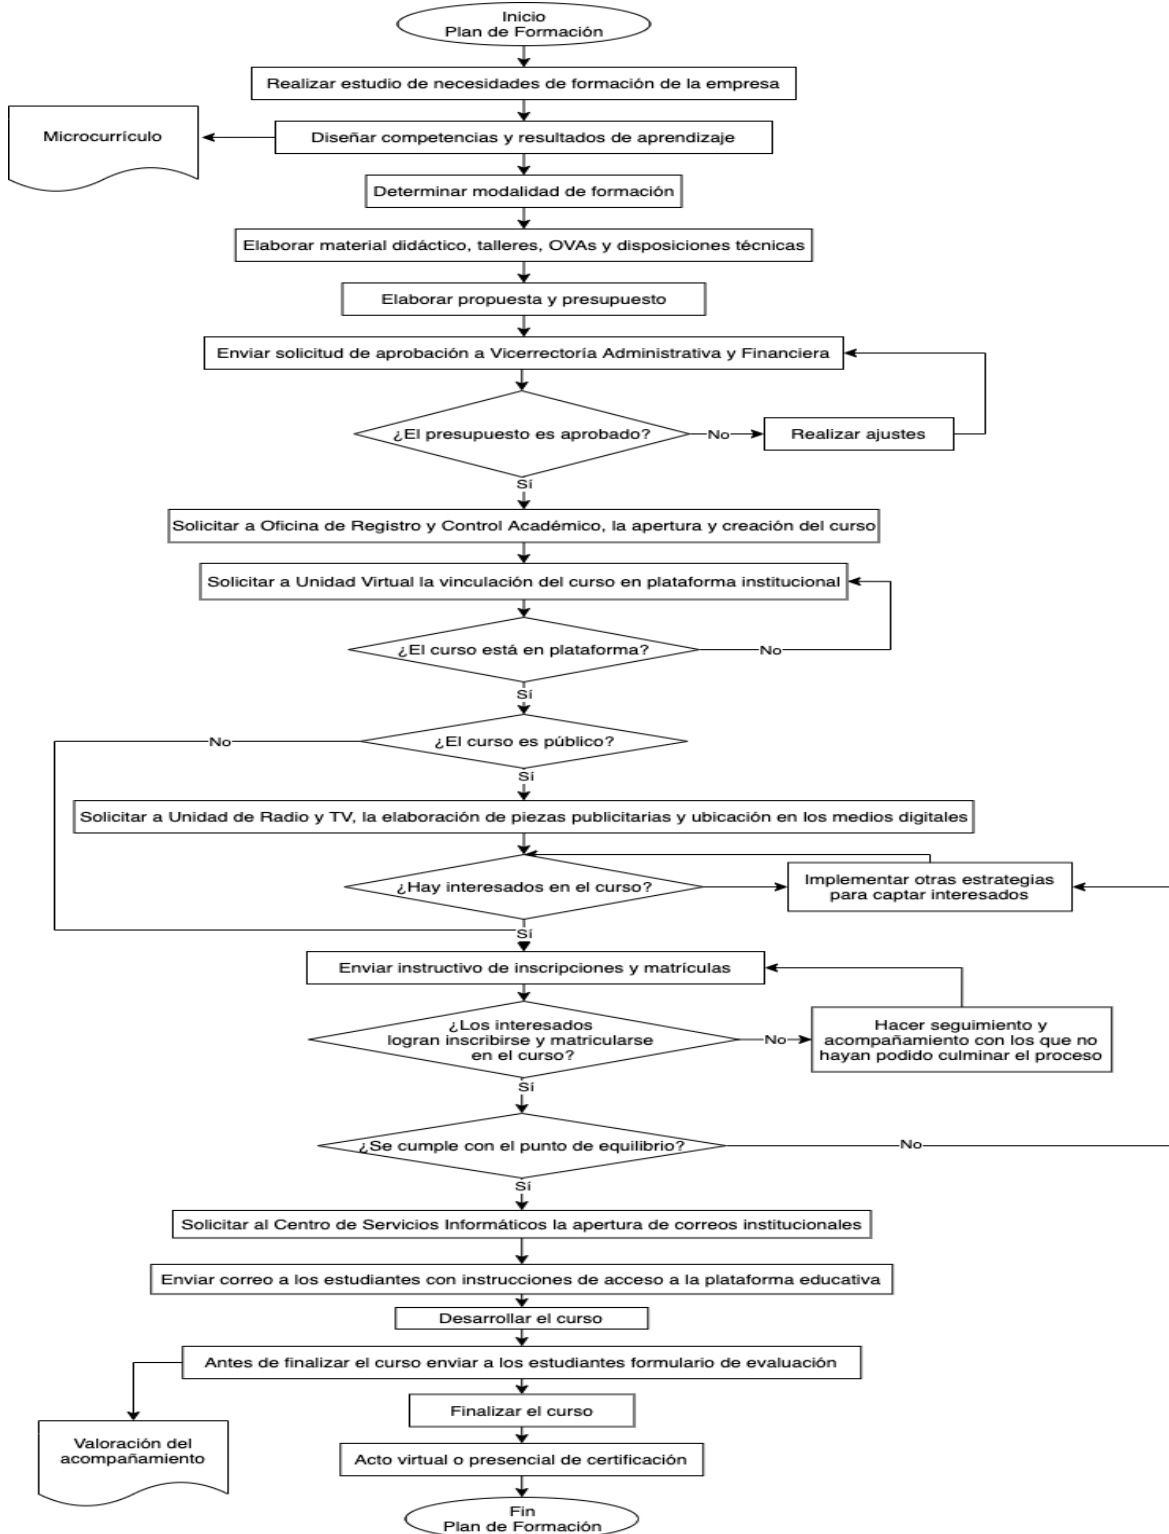 Inicio
Plan de Formación
Realizar estudio de necesidades de formación de la empresa
Microcurrículo
Diseñar competencias y resultados de aprendizaje
Determinar modalidad de formación
Elaborar material didáctico, talleres, OVAs y disposiciones técnicas
Elaborar propuesta y presupuesto
Enviar solicitud de aprobación a Vicerrectoría Administrativa y Financiera
¿El presupuesto es aprobado?
No
Realizar ajustes
Sí
Solicitar a Oficina de Registro y Control Académico, la apertura y creación del curso
Solicitar a Unidad Virtual la vinculación del curso en plataforma institucional
¿El curso está en plataforma?
No
Sí
No
¿El curso es público?
Sí
Solicitar a Unidad de Radio y TV, la elaboración de piezas publicitarias y ubicación en los medios digitales
¿Hay interesados en el curso?
Implementar otras estrategias
para captar interesados
Sí
Enviar instructivo de inscripciones y matrículas
¿Los interesados
logran inscribirse y matricularse
en el curso?
No
Hacer seguimiento y
acompañamiento con los que no
hayan podido culminar el proceso
Sí
¿Se cumple con el punto de equilibrio?
No
Sí
Solicitar al Centro de Servicios Informáticos la apertura de correos institucionales
Enviar correo a los estudiantes con instrucciones de acceso a la plataforma educativa
Desarrollar el curso
Antes de finalizar el curso enviar a los estudiantes formulario de evaluación
Finalizar el curso
Valoración del
acompañamiento
Acto virtual o presencial de certificación
Fin
Plan de Formación